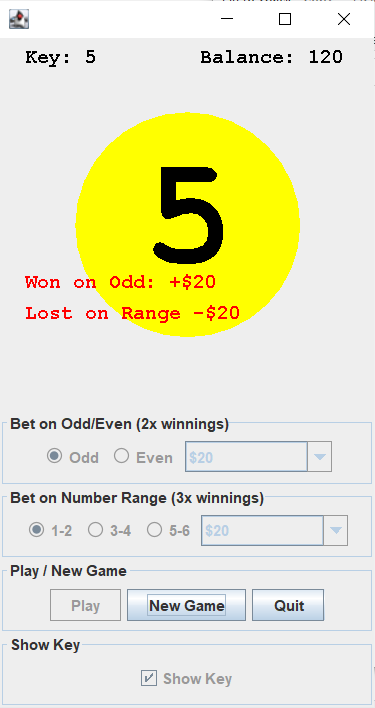 Key: 5 Balance: 120
5
Won on Odd: +$20
Lost on Range -$20
Bet on Odd/Even (2x winnings)
Odd Even $20
Bet on Number Range (3x winnings)
1-2 3-4 5-6 $20
Play / New Game
Play New Game Quit
Show Key
Show Key